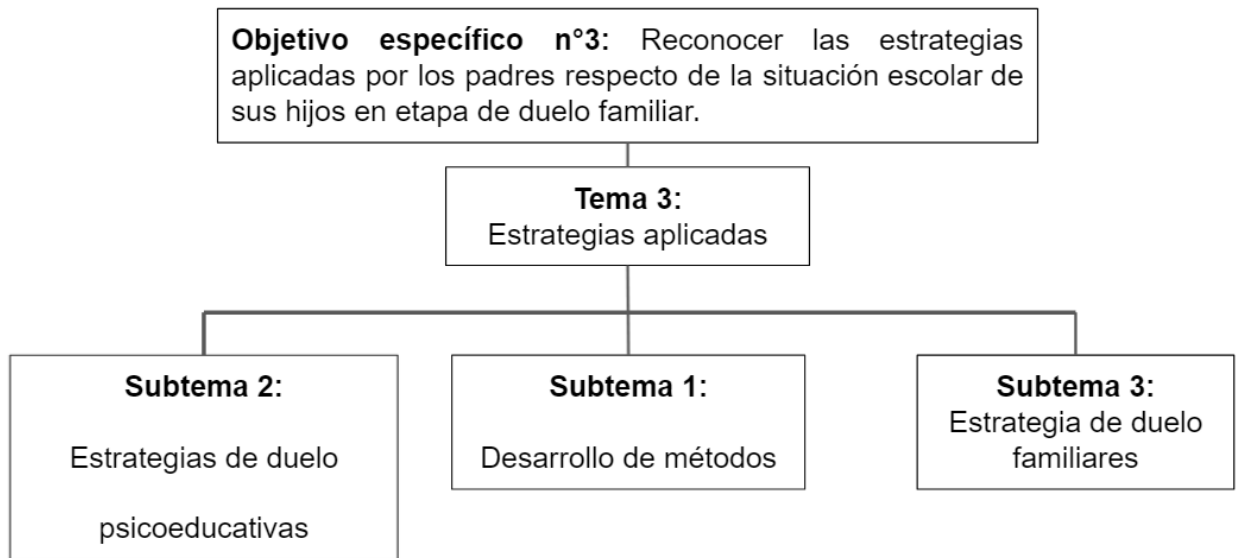 Objetivo específico n°3: Reconocer las estrategias
aplicadas por los padres respecto de la situación escolar de
sus hijos en etapa de duelo familiar.
Tema 3:
Estrategias aplicadas
Subtema 2:
Estrategias de duelo
psicoeducativas
Subtema 1:
Desarrollo de métodos
Subtema 3:
Estrategia de duelo
familiares